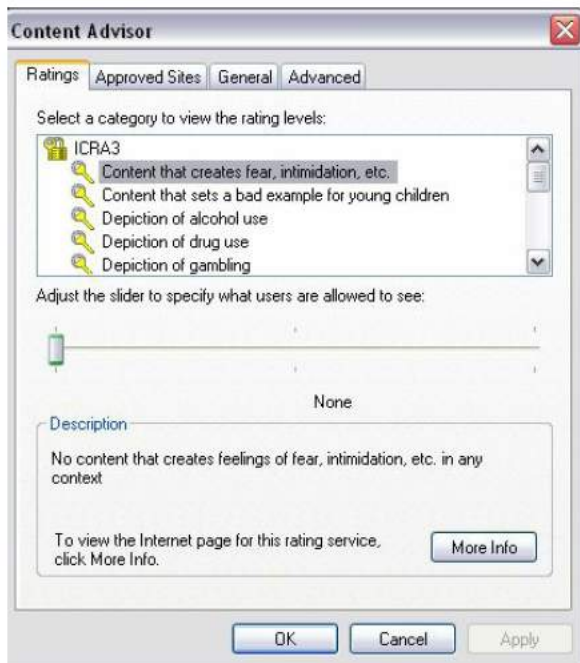 Content Advisor
Ratings Approved Sites General Advanced
Select a category to view the rating levels:
ICRA3
Content that creates fear, intimidation, etc.
Content that sets a bad example for young children
Depiction of alcohol use
Depiction of drug use
Depiction of gambling
Adjust the slider to specify what users are allowed to see:
None
Description
No content that creates feelings of fear, intimidation, etc. in any
context
To view the Internet page for this rating service,
click More Info.
More Info
OK Cancel Apply